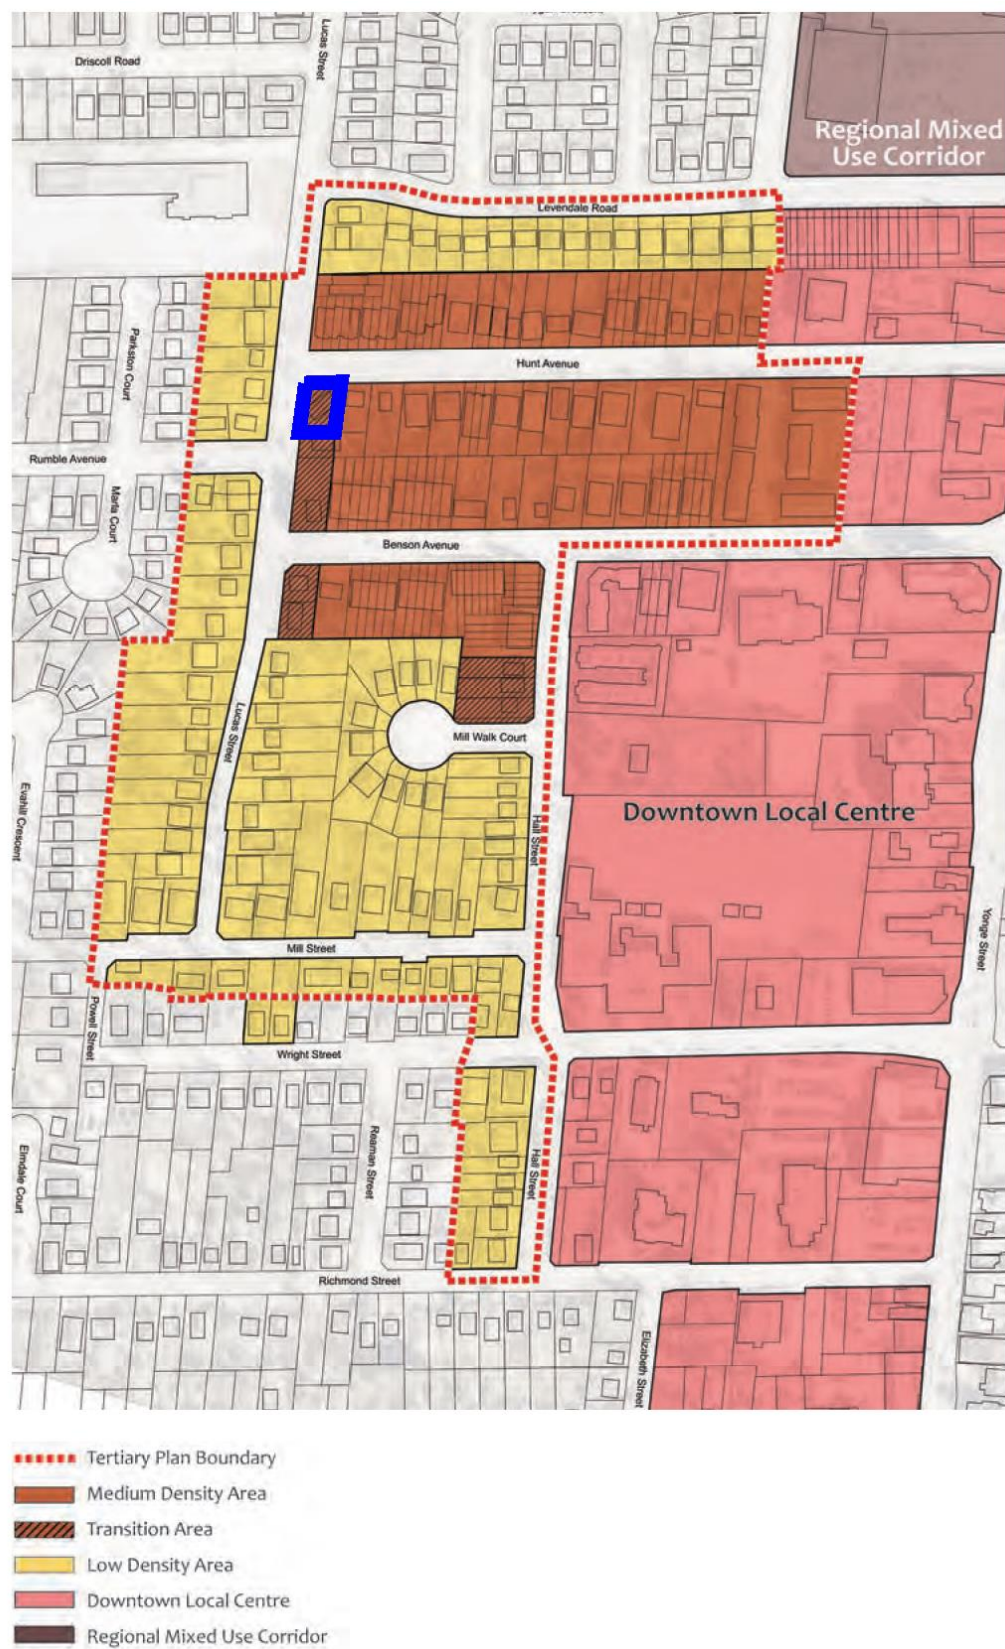 Driscoll Road
Lucas Street
Regional Mixed
Use Corridor
Levendale Road
Parkston Court
Hunt Avenue
Rumble Avenue
Marla Court
Benson Avenue
Lucas Street
Mill Walk Court
Evahill Crescent
Hall Street
Downtown Local Centre
Yonge Street
Mill Street
Powell Street
Wright Street
Reaman Street
Hall Street
Elmdale Court
Richmond Street
Elizabeth Street
Tertiary Plan Boundary
Medium Density Area
Transition Area
Low Density Area
Downtown Local Centre
Regional Mixed Use Corridor